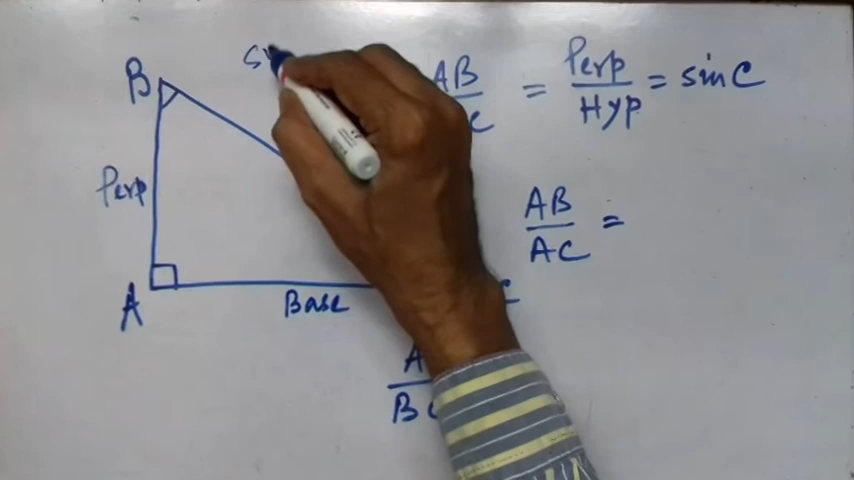 B
Perp
A
Base
AB = Perp = sin C
Hyp
AB =
AC
C
B